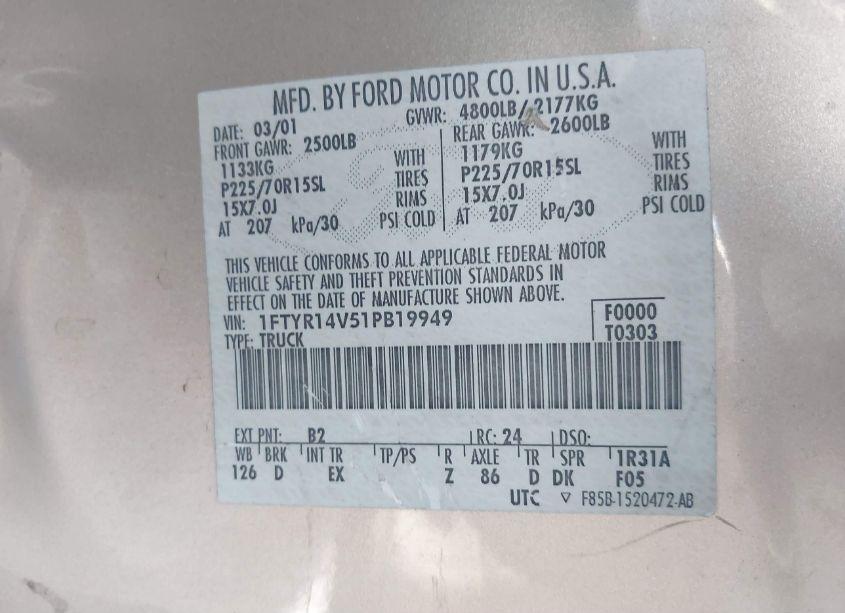 MFD. BY FORD MOTOR CO. IN U.S.A.
DATE: 03/01 GVWR: 4800LB/ 2177KG
FRONT GAWR: 2500LB REAR GAWR: 2600LB
1133KG WITH 1179KG WITH
P225/70R15SL TIRES P225/70R15SL TIRES
15X7.0J RIMS 15X7.0J RIMS
AT 207 kPa/30 PSI COLD AT 207 kPa/30 PSI COLD
THIS VEHICLE CONFORMS TO ALL APPLICABLE FEDERAL MOTOR
VEHICLE SAFETY AND THEFT PREVENTION STANDARDS IN
EFFECT ON THE DATE OF MANUFACTURE SHOWN ABOVE.
VIN: 1FTYR14V51PB19949 F0000
TYPE: TRUCK T0303
EXT PNT: B2 RC: 24 DSO:
WB BRK INT TR TP/PS R AXLE TR SPR 1R31A
126 D EX Z 86 D DK F05
UTC ▽ F85B-1520472-AB